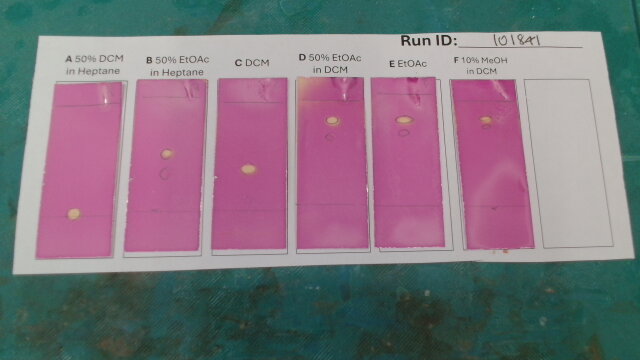 Run ID: 101841
A 50% DCM
in Heptane
B 50% EtOAc
in Heptane
C DCM
D 50% EtOAc
in DCM
E EtOAc
F 10% MeOH
in DCM